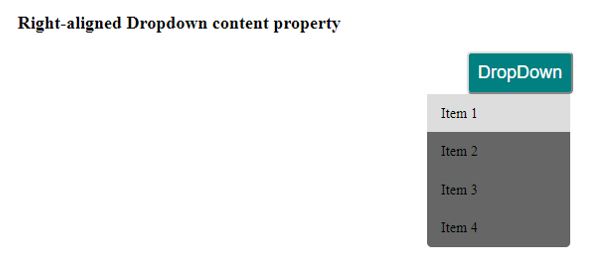 Right-aligned Dropdown content property
DropDown
Item 1
Item 2
Item 3
Item 4